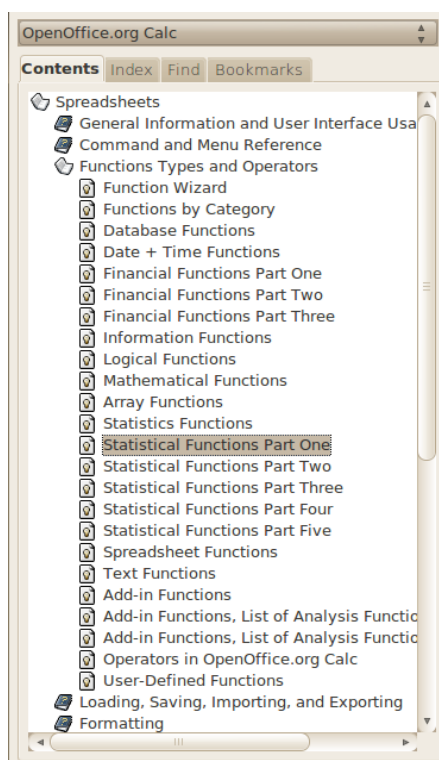 OpenOffice.org Calc
Contents Index Find Bookmarks
Spreadsheets
General Information and User Interface Usa
Command and Menu Reference
Functions Types and Operators
Function Wizard
Functions by Category
Database Functions
Date + Time Functions
Financial Functions Part One
Financial Functions Part Two
Financial Functions Part Three
Information Functions
Logical Functions
Mathematical Functions
Array Functions
Statistics Functions
Statistical Functions Part One
Statistical Functions Part Two
Statistical Functions Part Three
Statistical Functions Part Four
Statistical Functions Part Five
Spreadsheet Functions
Text Functions
Add-in Functions
Add-in Functions, List of Analysis Functio
Add-in Functions, List of Analysis Functio
Operators in OpenOffice.org Calc
User-Defined Functions
Loading, Saving, Importing, and Exporting
Formatting